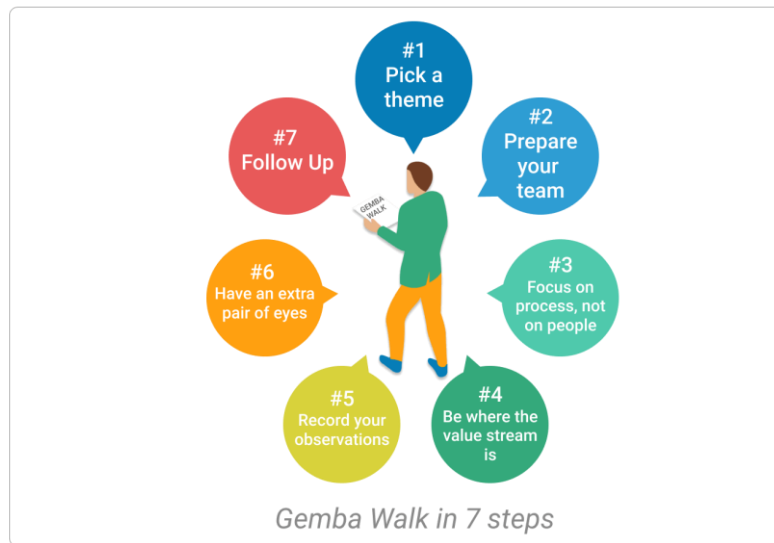 #1
Pick a
theme
#2
Prepare
your
team
#3
Focus on
process, not
on people
#4
Be where the
value stream
is
#5
Record your
observations
#6
Have an extra
pair of eyes
#7
Follow Up
GEMBA
WALK
Gemba Walk in 7 steps